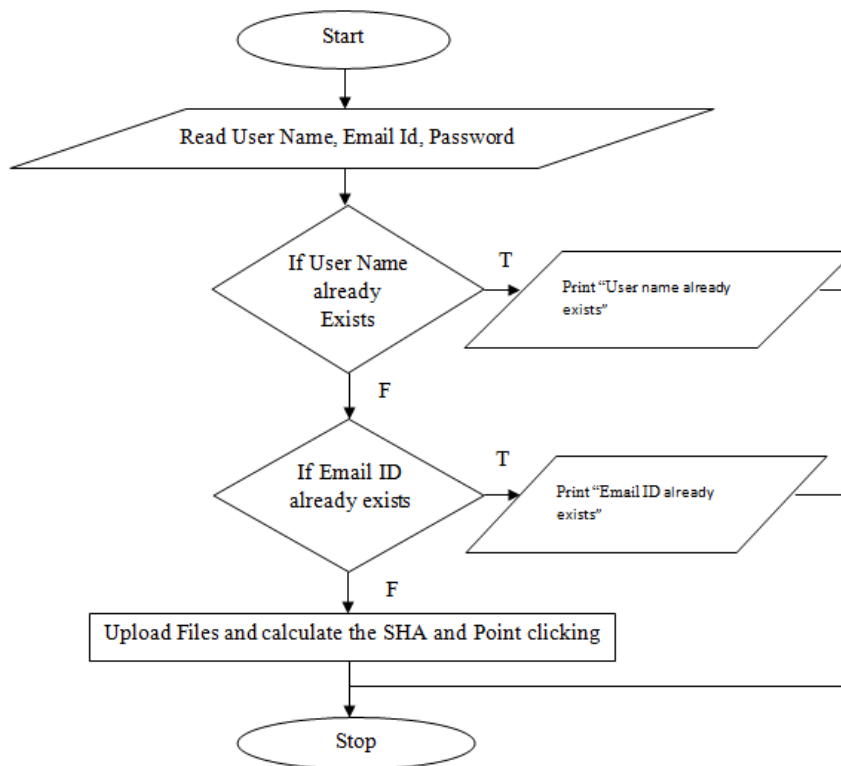 Start
Read User Name, Email Id, Password
If User Name
already
Exists
T
Print “User name already
exists”
F
If Email ID
already exists
T
Print “Email ID already
exists”
F
Upload Files and calculate the SHA and Point clicking
Stop